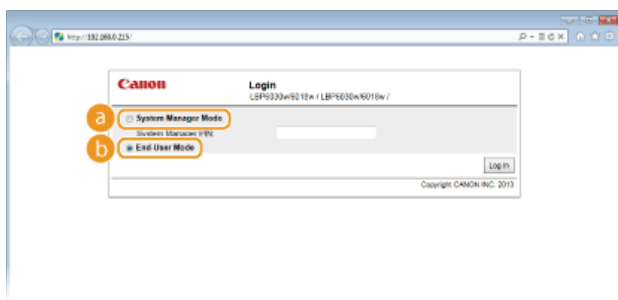 http://192.168.0.215/
Canon
Login
LBP6030w/6018w / LBP6030w/6018w /
a
System Manager Mode
System Manager PIN:
b
End-User Mode
Log In
Copyright CANON INC. 2013